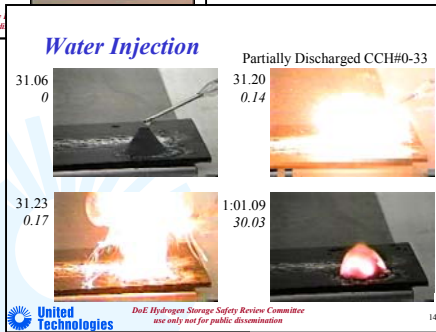 Water Injection
Partially Discharged CCH#0-33
31.06
0
31.20
0.14
31.23
0.17
1:01.09
30.03
United
Technologies
DoE Hydrogen Storage Safety Review Committee
use only not for public dissemination
14